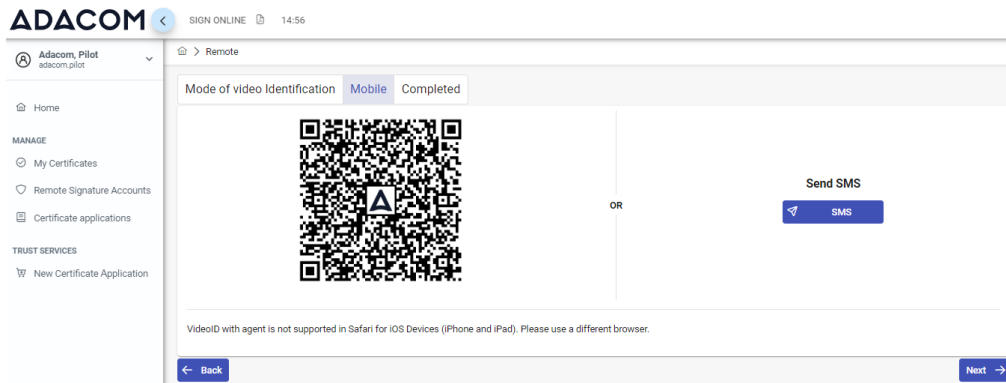 ADACOM
SIGN ONLINE 14:56
Adacom, Pilot
adacom.pilot
Home
MANAGE
My Certificates
Remote Signature Accounts
Certificate applications
TRUST SERVICES
New Certificate Application
> Remote
Mode of video Identification Mobile Completed
OR
Send SMS
SMS
VideoID with agent is not supported in Safari for iOS Devices (iPhone and iPad). Please use a different browser.
← Back
Next →